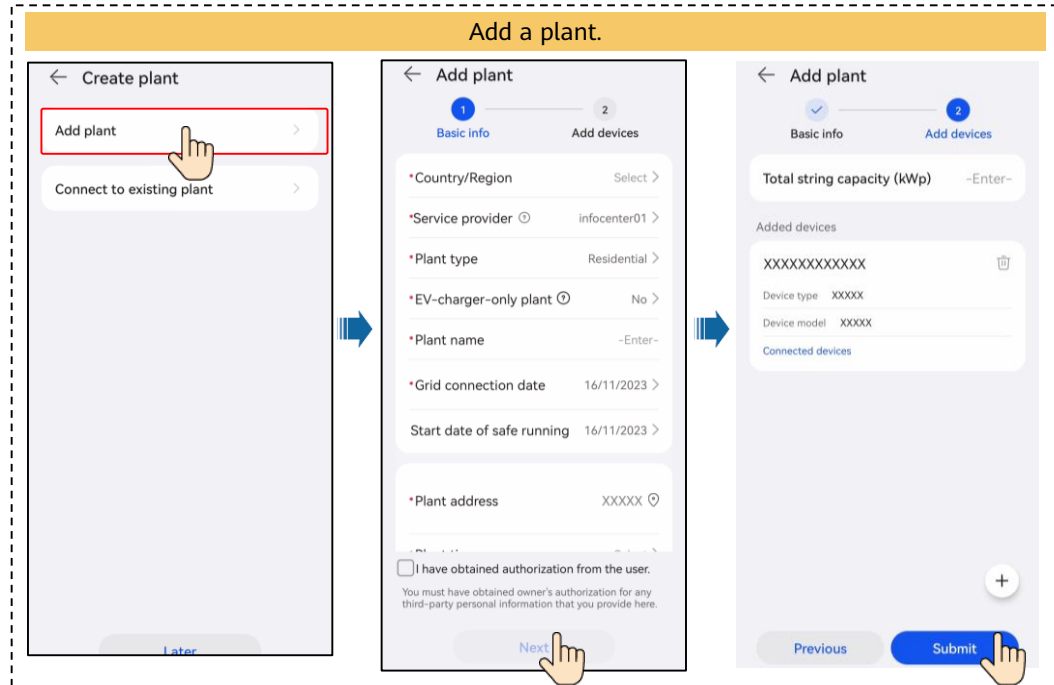 Add a plant.
Create plant
Add plant
Connect to existing plant
Later
Add plant
1
2
Basic info
Add devices
*Country/Region Select
*Service provider infocenter01
*Plant type Residential
*EV-charger-only plant No
*Plant name -Enter-
*Grid connection date 16/11/2023
Start date of safe running 16/11/2023
*Plant address XXXXX
I have obtained authorization from the user.
You must have obtained owner's authorization for any
third-party personal information that you provide here.
Next
Add plant
2
Basic info
Add devices
Total string capacity (kWp) -Enter-
Added devices
XXXXXXXXXXXX
Device type XXXXX
Device model XXXXX
Connected devices
+
Previous
Submit